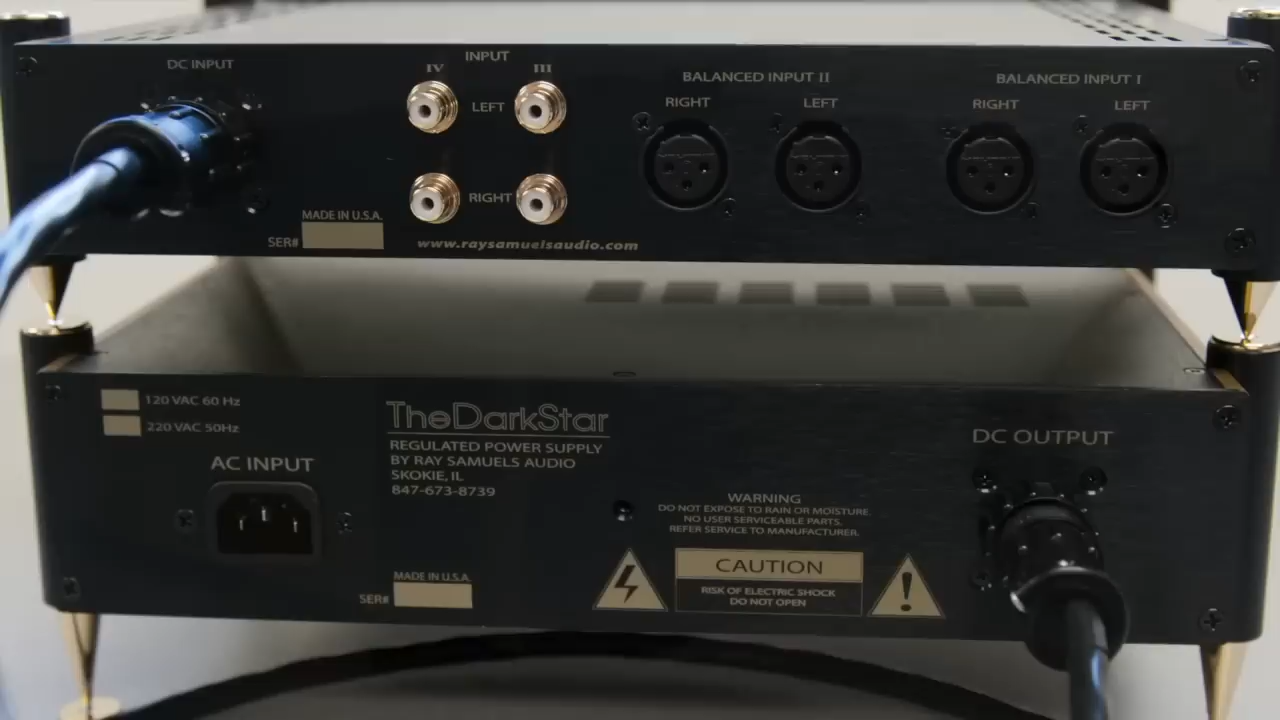 DC INPUT
INPUT
IV
III
LEFT
RIGHT
MADE IN U.S.A.
SER#
www.raysamuelsaudio.com
BALANCED INPUT II
RIGHT
LEFT
BALANCED INPUT I
RIGHT
LEFT
120 VAC 60 Hz
220 VAC 50Hz
AC INPUT
TheDarkStar
REGULATED POWER SUPPLY
BY RAY SAMUELS AUDIO
SKOKIE, IL
847-673-8739
MADE IN U.S.A.
SER#
WARNING
DO NOT EXPOSE TO RAIN OR MOISTURE.
NO USER SERVICEABLE PARTS.
REFER SERVICE TO MANUFACTURER.
CAUTION
RISK OF ELECTRIC SHOCK
DO NOT OPEN
DC OUTPUT